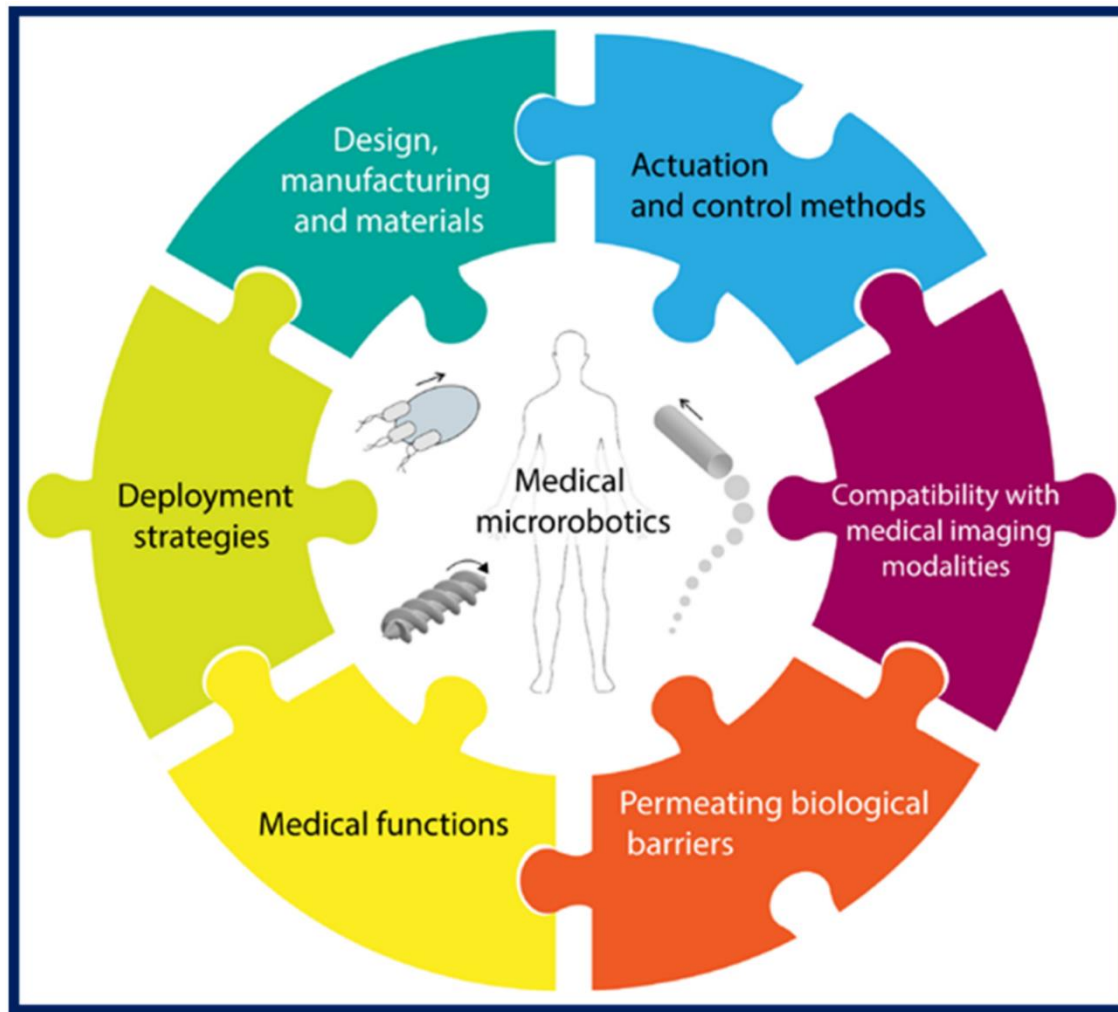 Design,
manufacturing
and materials
Actuation
and control methods
Deployment
strategies
Medical
microrobotics
Compatibility with
medical imaging
modalities
Medical functions
Permeating biological
barriers